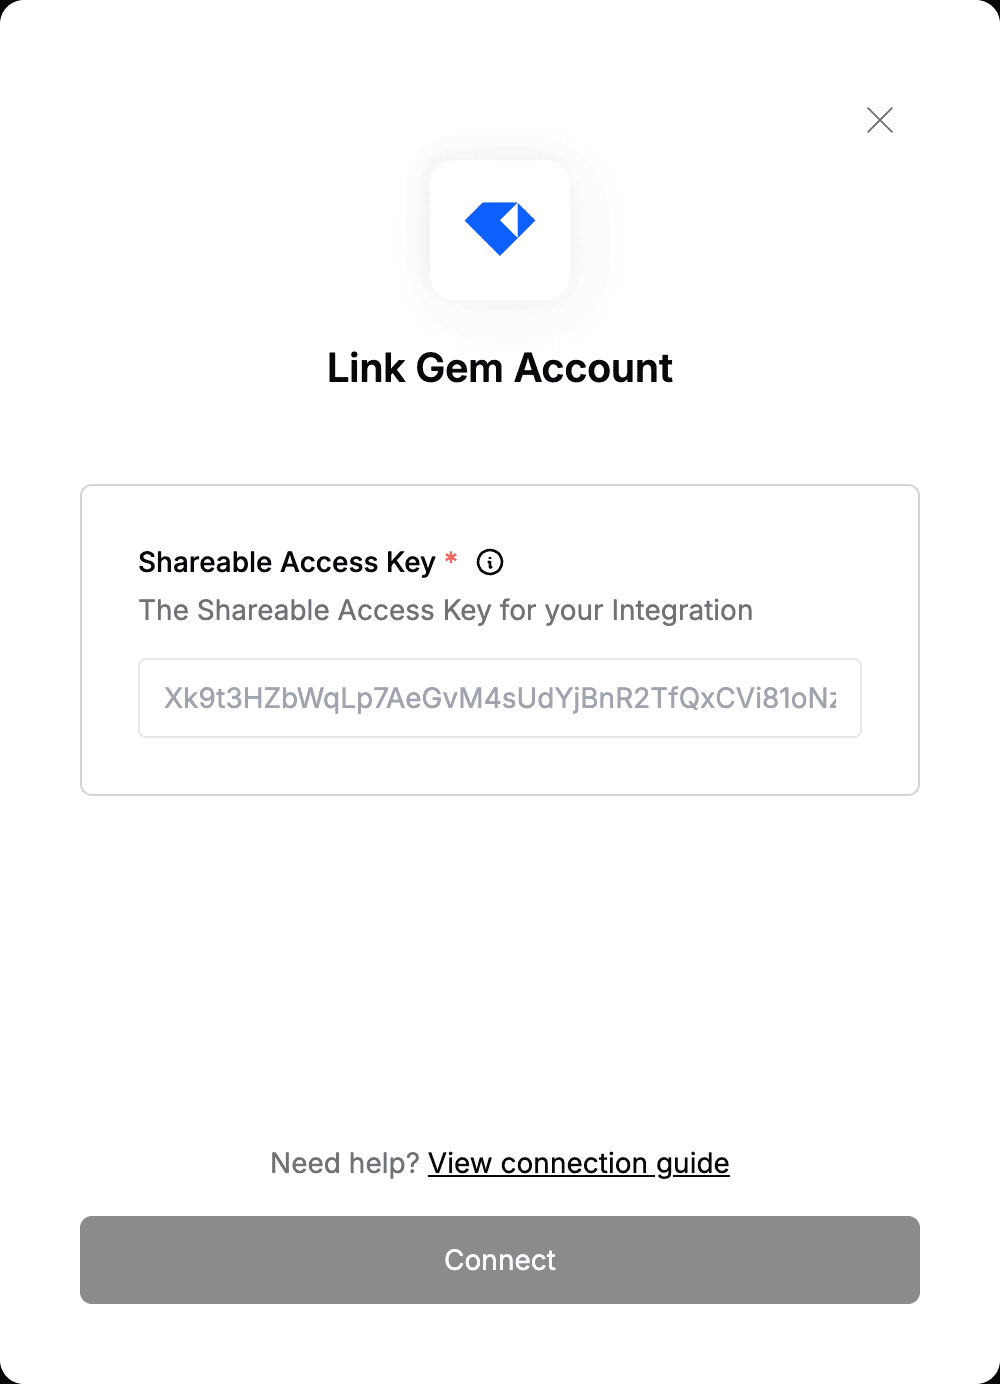 Link Gem Account
Shareable Access Key *
The Shareable Access Key for your Integration
Xk9t3HZbWqLp7AeGvM4sUdYjBnR2TfQxCVi81oNz
Need help? View connection guide
Connect